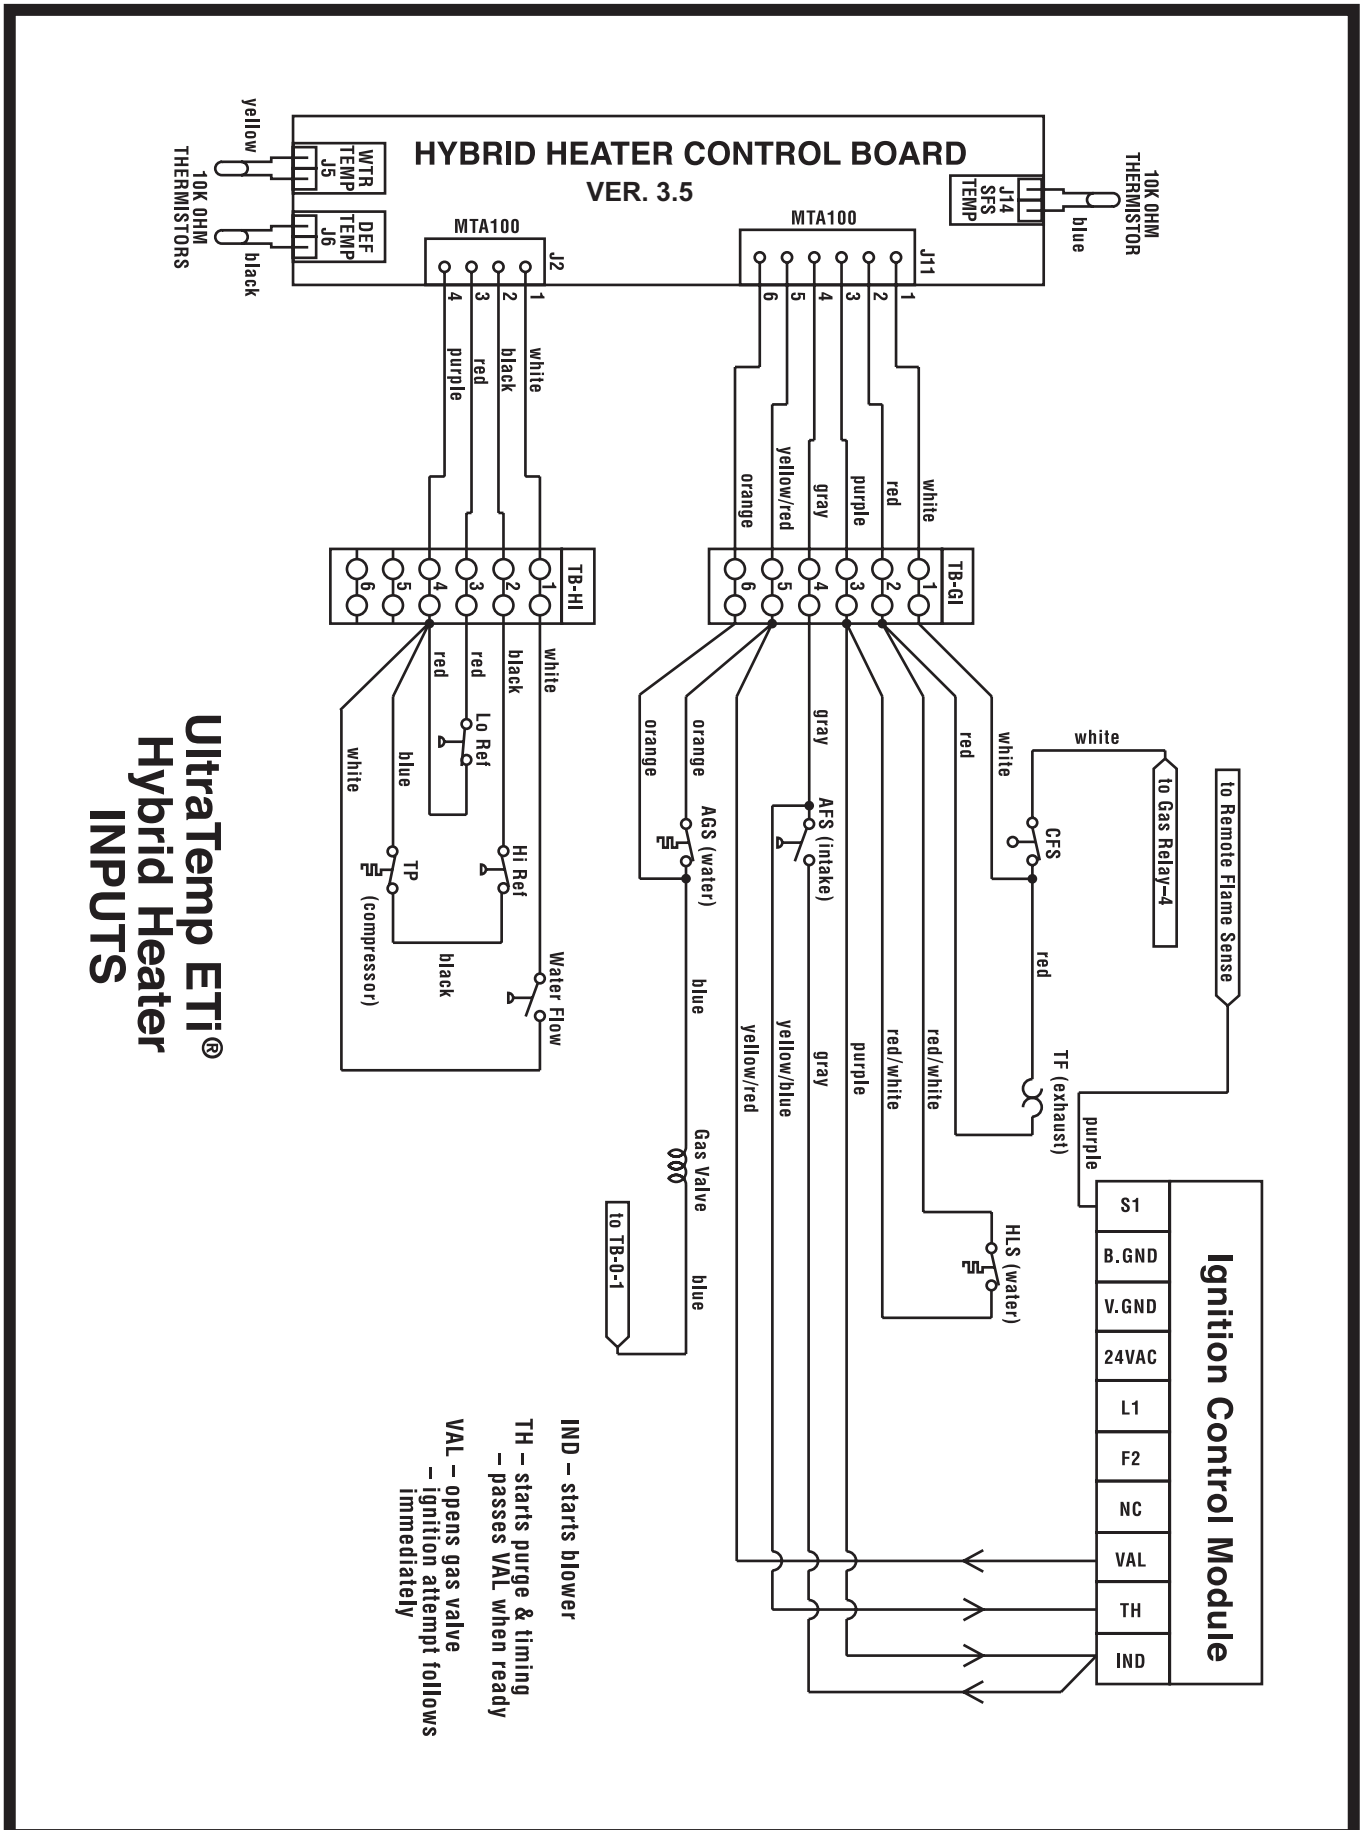 HYBRID HEATER CONTROL BOARD
VER. 3.5
yellow
WTR
TEMP
J5
10K OHM
THERMISTORS
DEF
TEMP
J6
black
J14
SFS
TEMP
10K OHM
THERMISTOR
blue
MTA100
J2
1
2
3
4
white
black
red
purple
MTA100
J11
1
2
3
4
5
6
white
red
purple
gray
yellow/red
orange
TB-HI
1
2
3
4
5
6
white
black
red
red
Lo Ref
blue
white
Hi Ref
TP
(compressor)
black
Water Flow
TB-GI
1
2
3
4
5
6
white
to Gas Relay–4
to Remote Flame Sense
white
red
CFS
red
TF (exhaust)
purple
gray
AFS (intake)
orange
orange
AGS (water)
blue
yellow/red
yellow/blue
gray
purple
red/white
red/white
HLS (water)
Gas Valve
blue
to TB-0-1
Ignition Control Module
S1
B.GND
V.GND
24VAC
L1
F2
NC
VAL
TH
IND
IND – starts blower
TH – starts purge & timing
– passes VAL when ready
VAL – opens gas valve
– ignition attempt follows
immediately
UltraTemp ETi®
Hybrid Heater
INPUTS